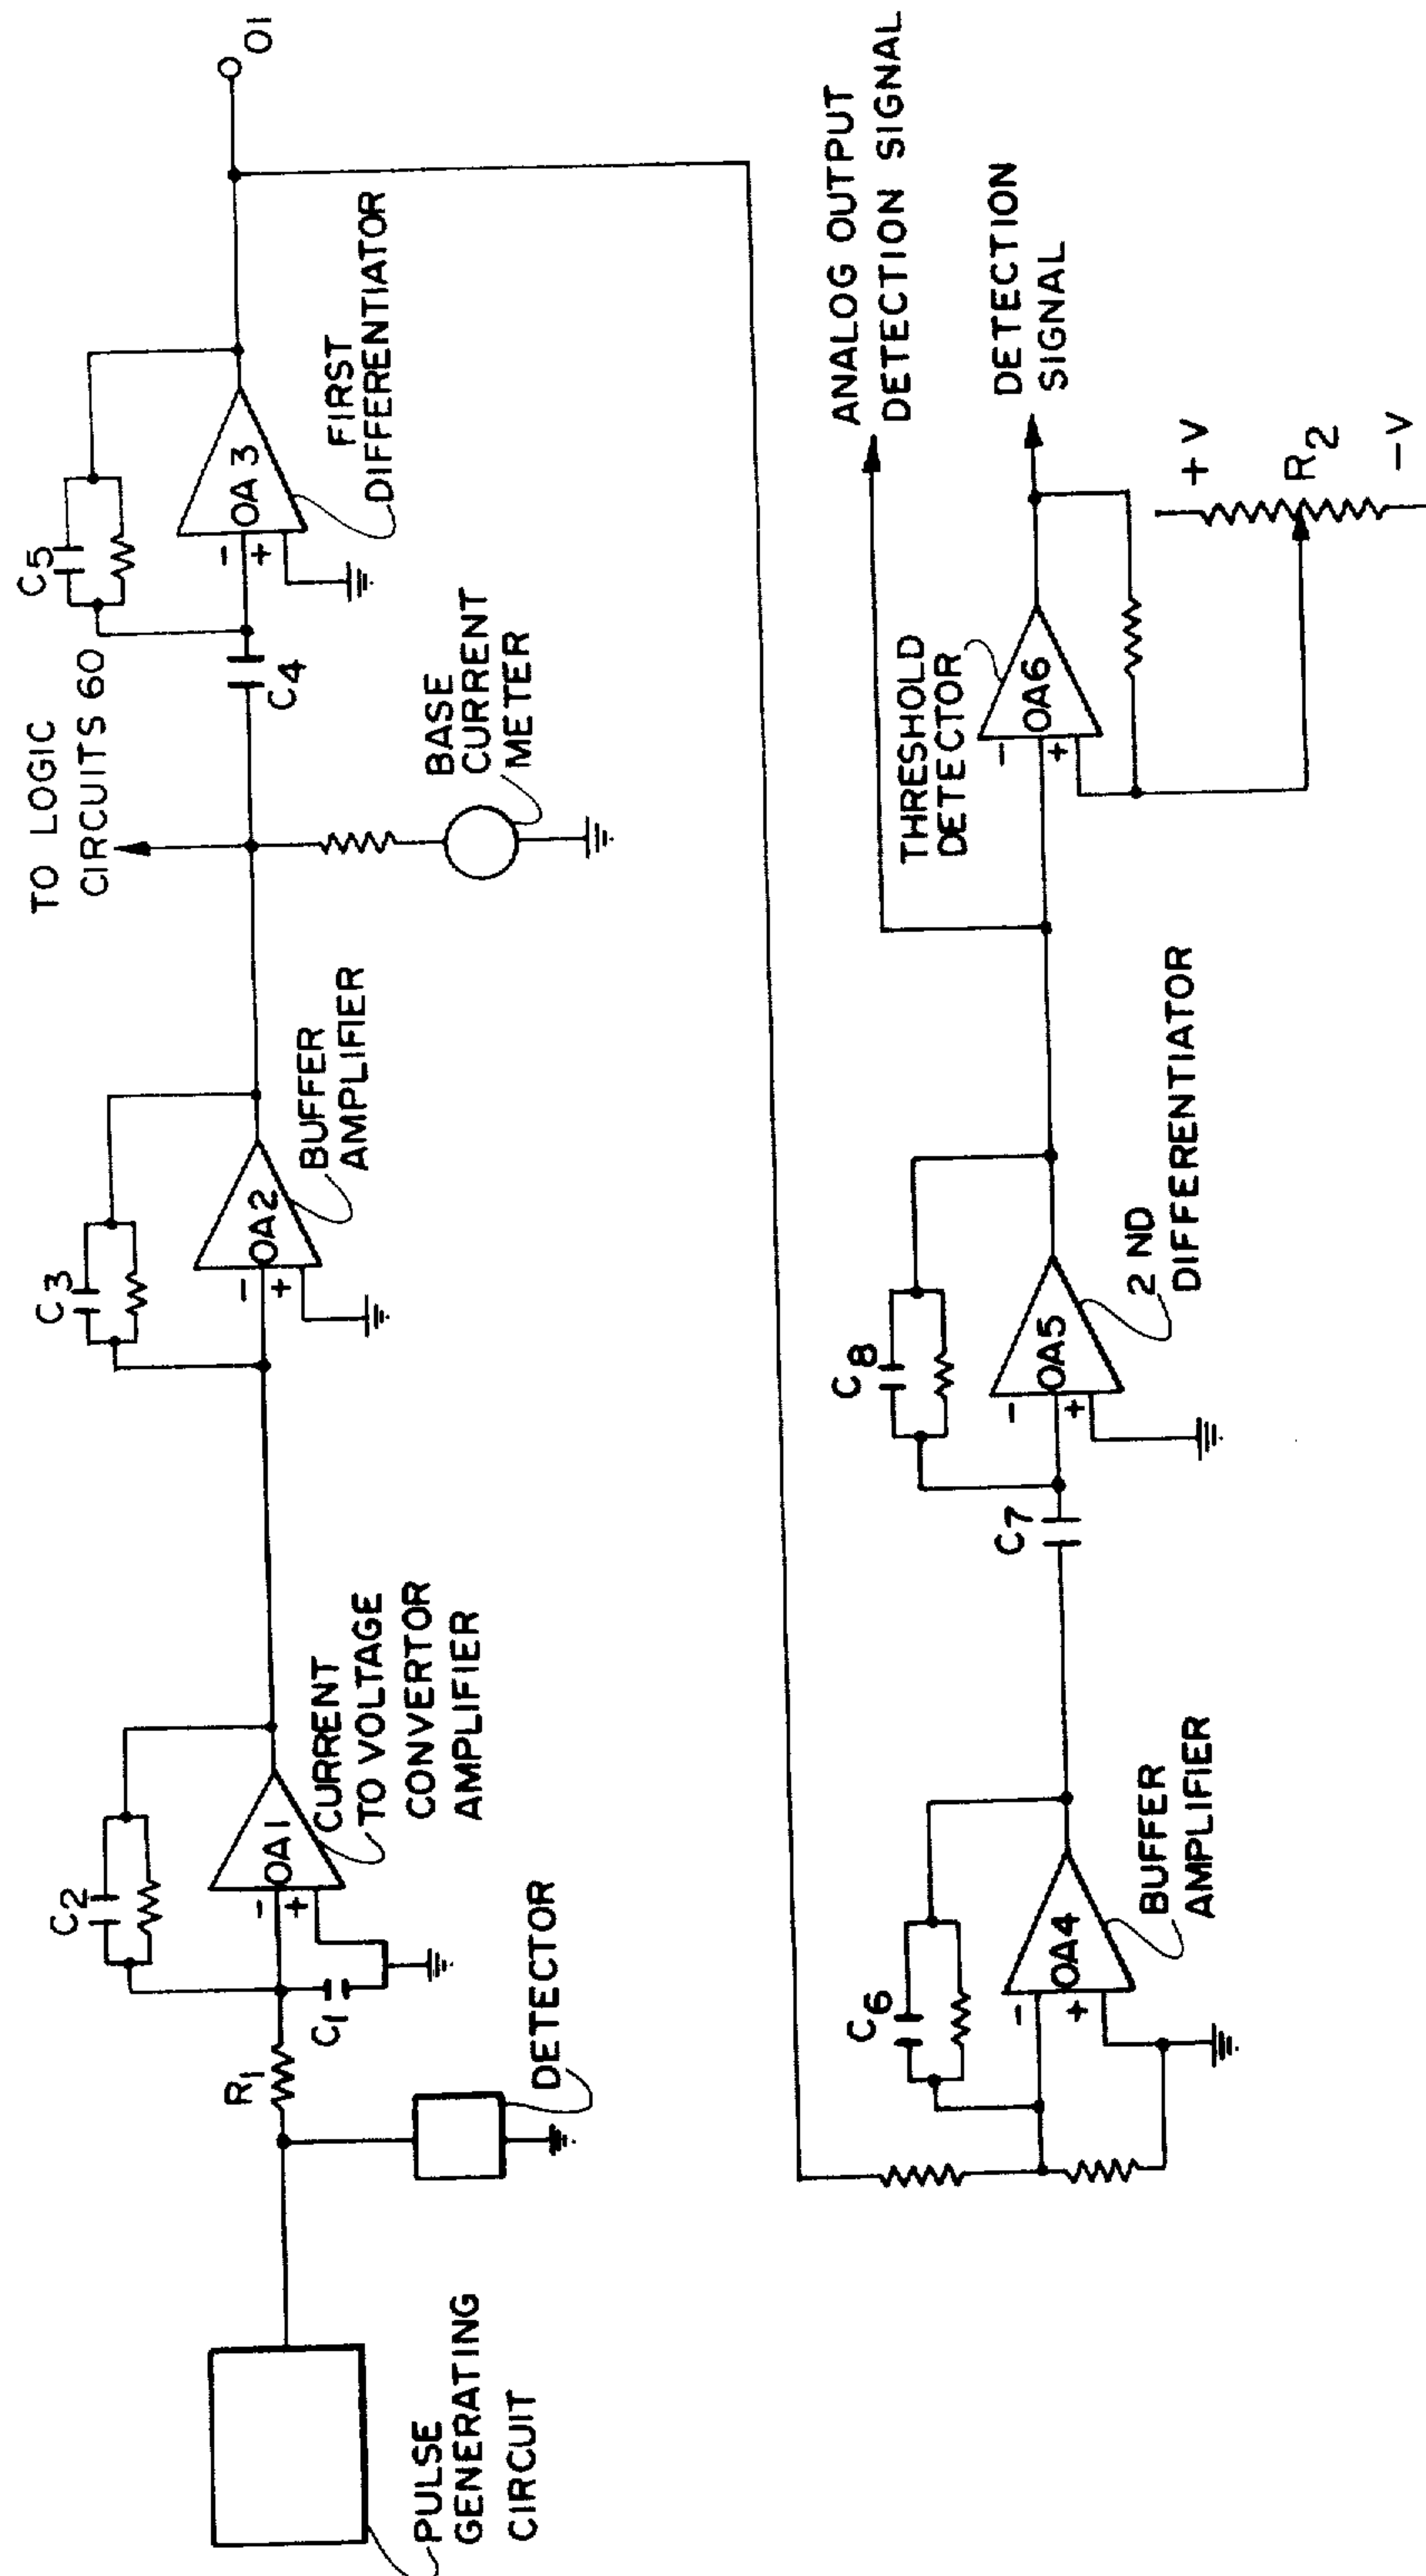 PULSE
GENERATING
CIRCUIT
DETECTOR
R1
C1
C2
-
+
OA1
CURRENT
TO VOLTAGE
CONVERTOR
AMPLIFIER
C3
-
+
OA2
BUFFER
AMPLIFIER
TO LOGIC
CIRCUITS 60
BASE
CURRENT
METER
C4
C5
-
+
OA3
FIRST
DIFFERENTIATOR
O1
C6
-
+
OA4
BUFFER
AMPLIFIER
C7
C8
-
+
OA5
2 ND
DIFFERENTIATOR
ANALOG OUTPUT
DETECTION SIGNAL
THRESHOLD
DETECTOR
-
+
OA6
DETECTION
SIGNAL
+V
R2
-V